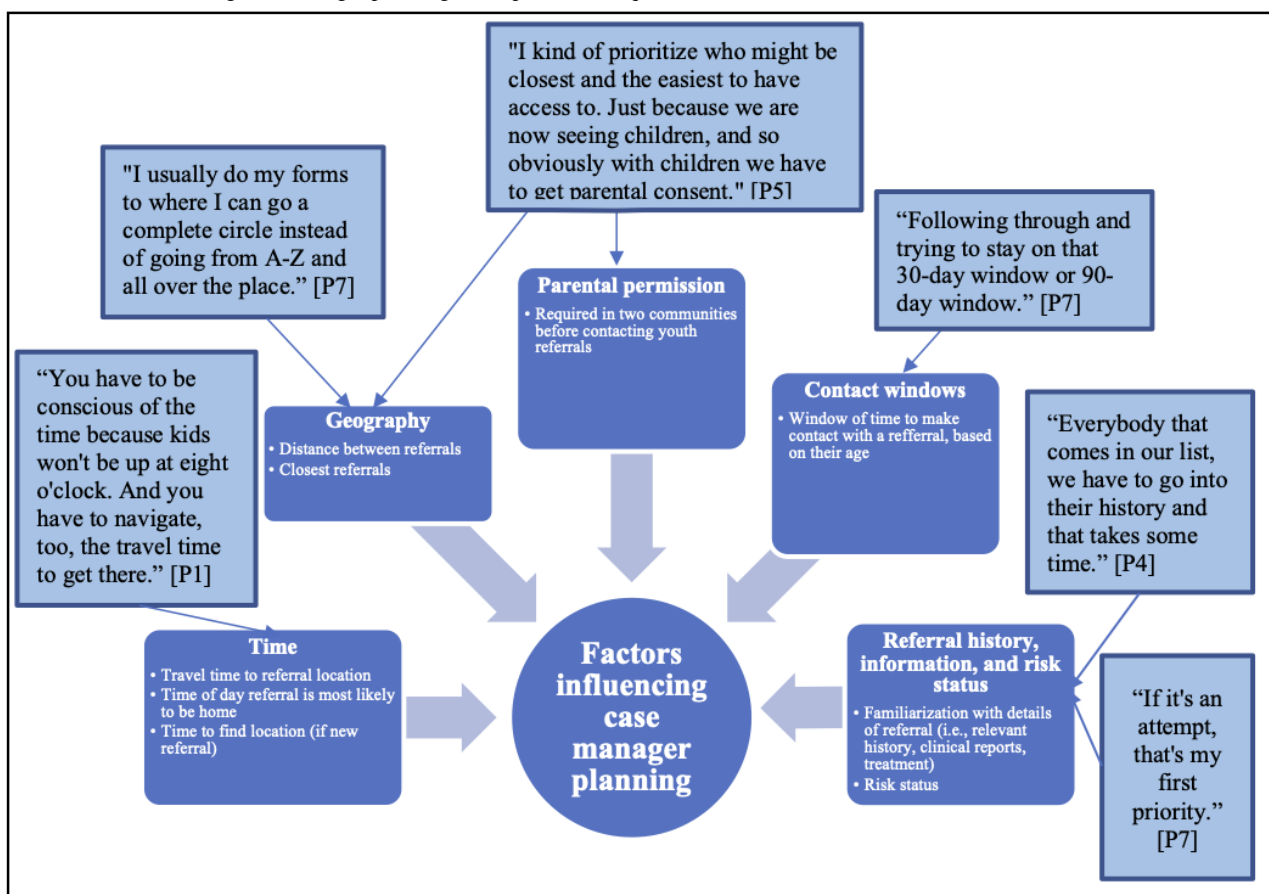 "I kind of prioritize who might be
closest and the easiest to have
access to. Just because we are
now seeing children, and so
obviously with children we have
to get parental consent." [P5]
"I usually do my forms
to where I can go a
complete circle instead
of going from A-Z and
all over the place.” [P7]
“Following through and
trying to stay on that
30-day window or 90-
day window.” [P7]
Parental permission
• Required in two communities
before contacting youth
referrals
“You have to be
conscious of the
time because kids
won't be up at eight
o'clock. And you
have to navigate,
too, the travel time
to get there.” [P1]
Geography
• Distance between referrals
• Closest referrals
Contact windows
• Window of time to make
contact with a refferral, based
on their age
“Everybody that
comes in our list,
we have to go into
their history and
that takes some
time.” [P4]
Time
• Travel time to referral location
• Time of day referral is most likely
to be home
• Time to find location (if new
referral)
Factors
influencing
case
manager
planning
Referral history,
information, and risk
status
• Familiarization with details
of referral (i.e., relevant
history, clinical reports,
treatment)
• Risk status
“If it's an
attempt,
that's my
first
priority.”
[P7]